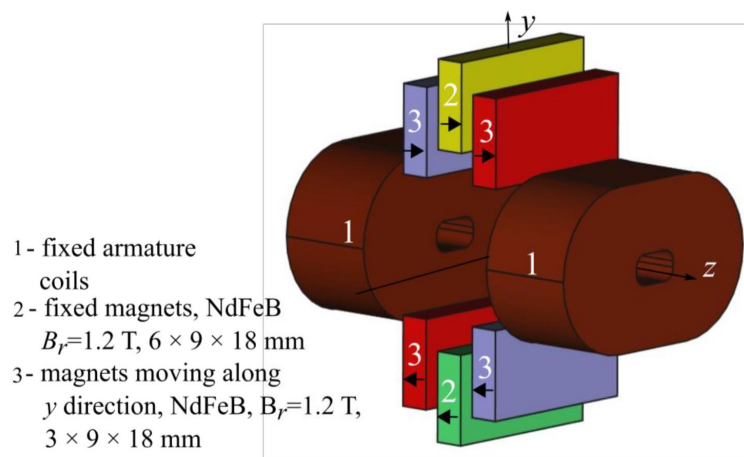 y
2
3
3
1
1
z
3
3
2
1- fixed armature
coils
2- fixed magnets, NdFeB
Br=1.2 T, 6 × 9 × 18 mm
3- magnets moving along
y direction, NdFeB, Br=1.2 T,
3 × 9 × 18 mm